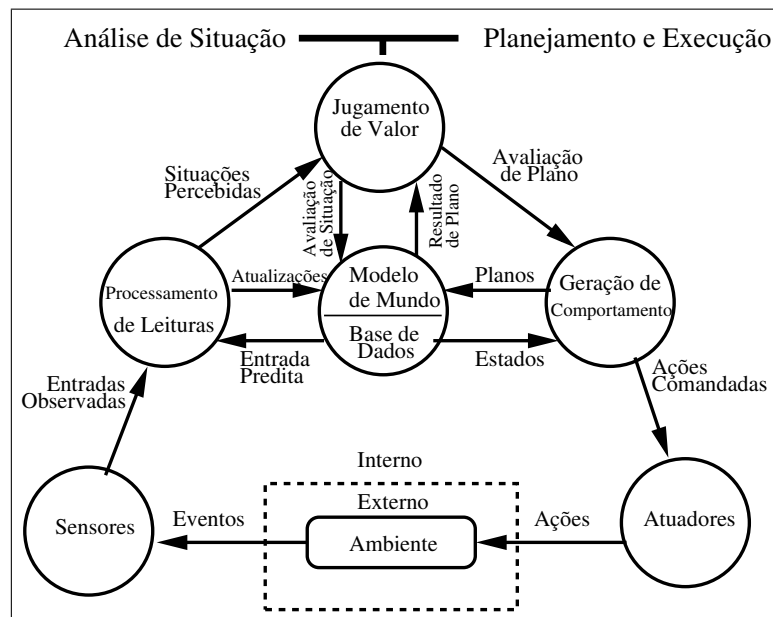 Análise de Situação
Planejamento e Execução
Jugamento
de Valor
Situações
Percebidas
Avaliação
de Situação
Resultado
de Plano
Avaliação
de Plano
Processamento
de Leituras
Atualizações
Modelo
de Mundo
Base de
Dados
Planos
Geração de
Comportamento
Entrada
Predita
Estados
Entradas
Observadas
Ações
Comandadas
Interno
Externo
Sensores
Eventos
Ambiente
Ações
Atuadores